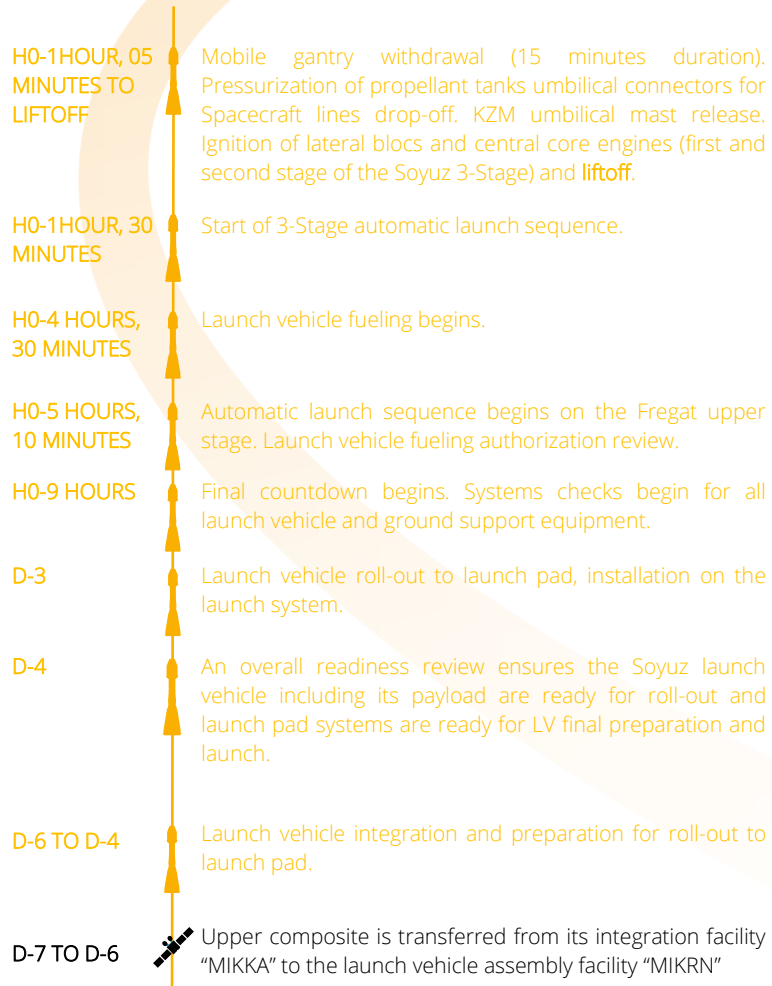 H0-1HOUR, 05
MINUTES TO
LIFTOFF
Mobile gantry withdrawal (15 minutes duration).
Pressurization of propellant tanks umbilical connectors for
Spacecraft lines drop-off. KZM umbilical mast release.
Ignition of lateral blocs and central core engines (first and
second stage of the Soyuz 3-Stage) and liftoff.
H0-1HOUR, 30
MINUTES
Start of 3-Stage automatic launch sequence.
H0-4 HOURS,
30 MINUTES
Launch vehicle fueling begins.
H0-5 HOURS,
10 MINUTES
Automatic launch sequence begins on the Fregat upper
stage. Launch vehicle fueling authorization review.
H0-9 HOURS
Final countdown begins. Systems checks begin for all
launch vehicle and ground support equipment.
D-3
Launch vehicle roll-out to launch pad, installation on the
launch system.
D-4
An overall readiness review ensures the Soyuz launch
vehicle including its payload are ready for roll-out and
launch pad systems are ready for LV final preparation and
launch.
D-6 TO D-4
Launch vehicle integration and preparation for roll-out to
launch pad.
D-7 TO D-6
Upper composite is transferred from its integration facility
“MIKKA” to the launch vehicle assembly facility “MIKRN”